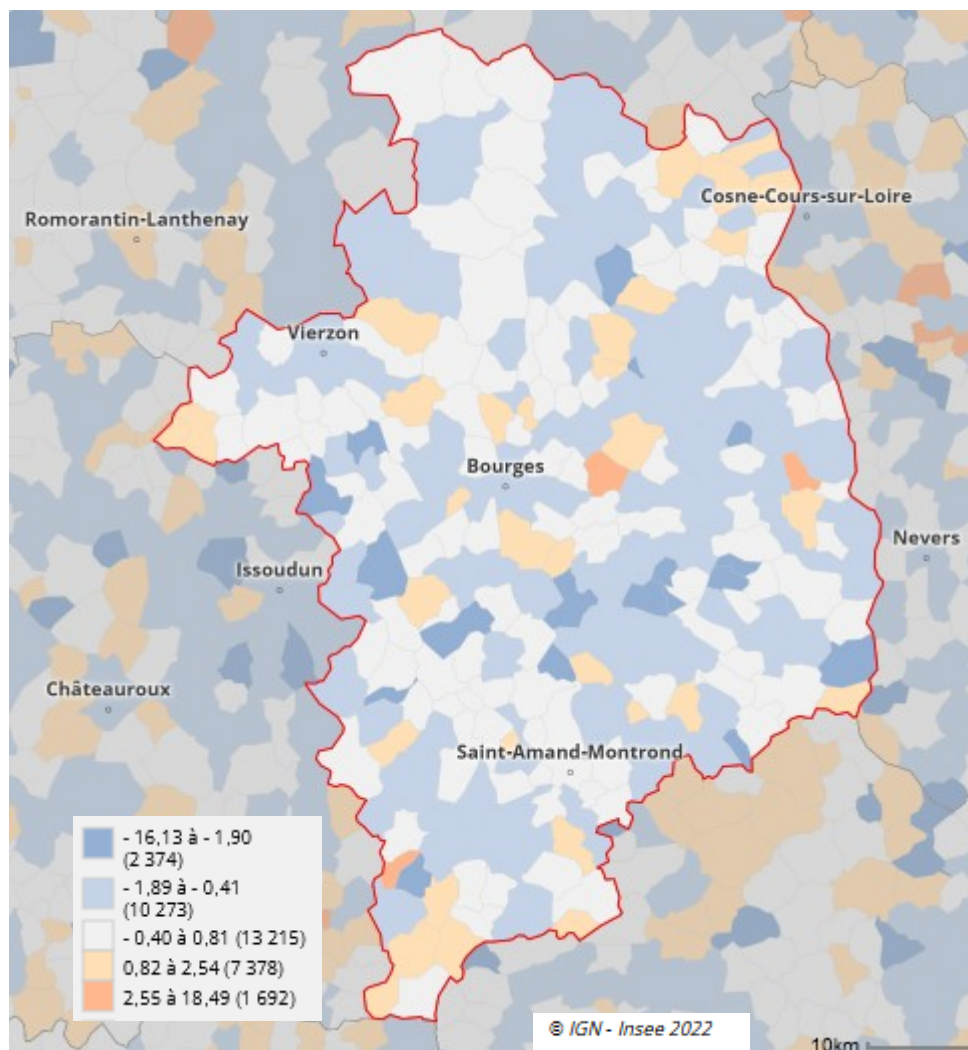 Cosne-Cours-sur-Loire
Romorantin-Lanthenay
Vierzon
Bourges
Nevers
Issoudun
Châteauroux
Saint-Amand-Montrond
- 16,13 à - 1,90
(2 374)
- 1,89 à - 0,41
(10 273)
- 0,40 à 0,81 (13 215)
0,82 à 2,54 (7 378)
2,55 à 18,49 (1 692)
© IGN - Insee 2022
10km